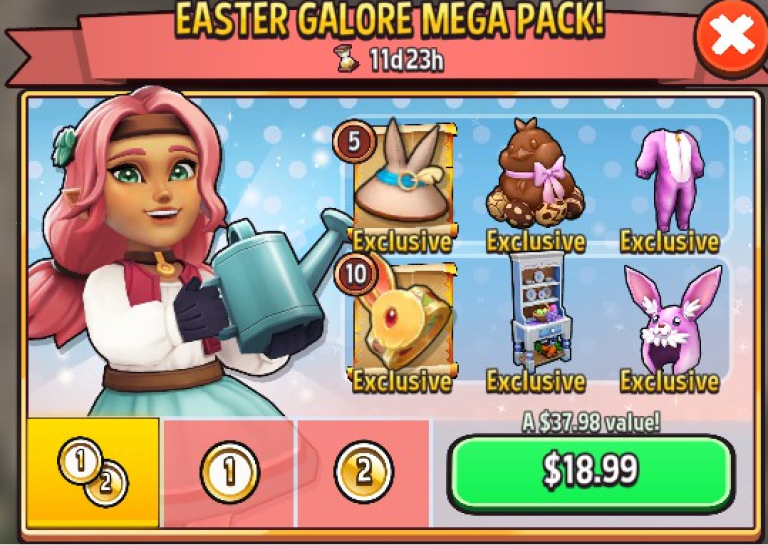 EASTER GALORE MEGA PACK!
11d23h
5
Exclusive Exclusive Exclusive
10
Exclusive Exclusive Exclusive
A $37.98 value!
1 2 1 2 $18.99